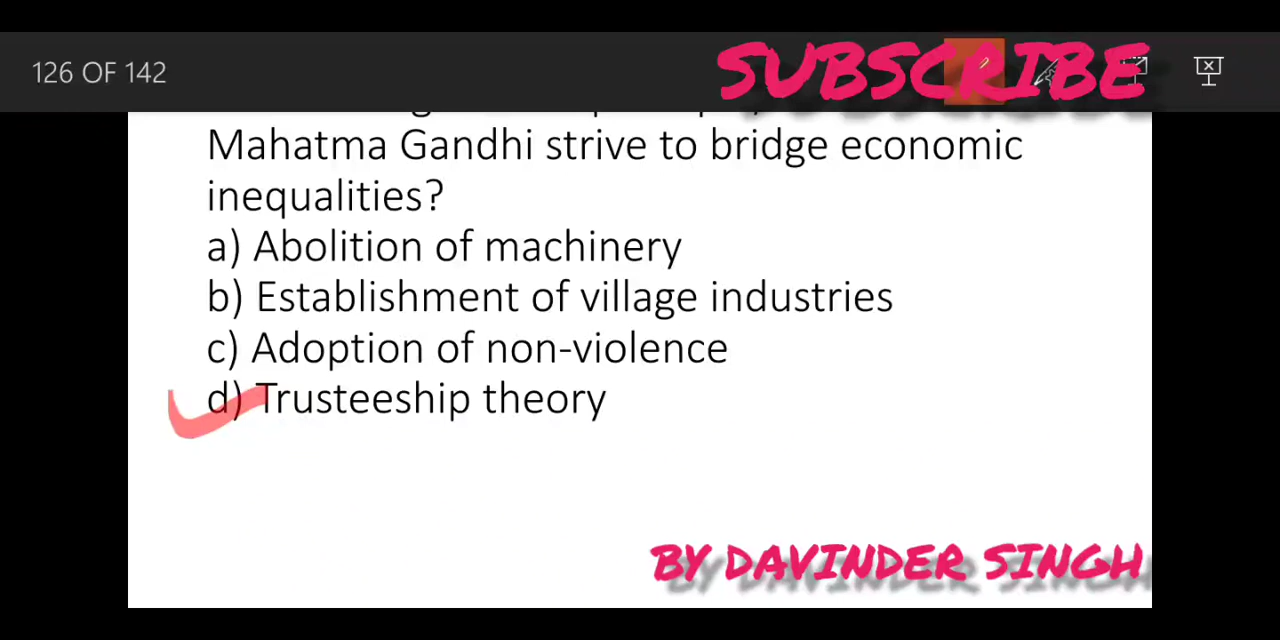 126 OF 142
SUBSCRIBE
Mahatma Gandhi strive to bridge economic
inequalities?
a) Abolition of machinery
b) Establishment of village industries
c) Adoption of non-violence
d) Trusteeship theory
BY DAVINDER SINGH